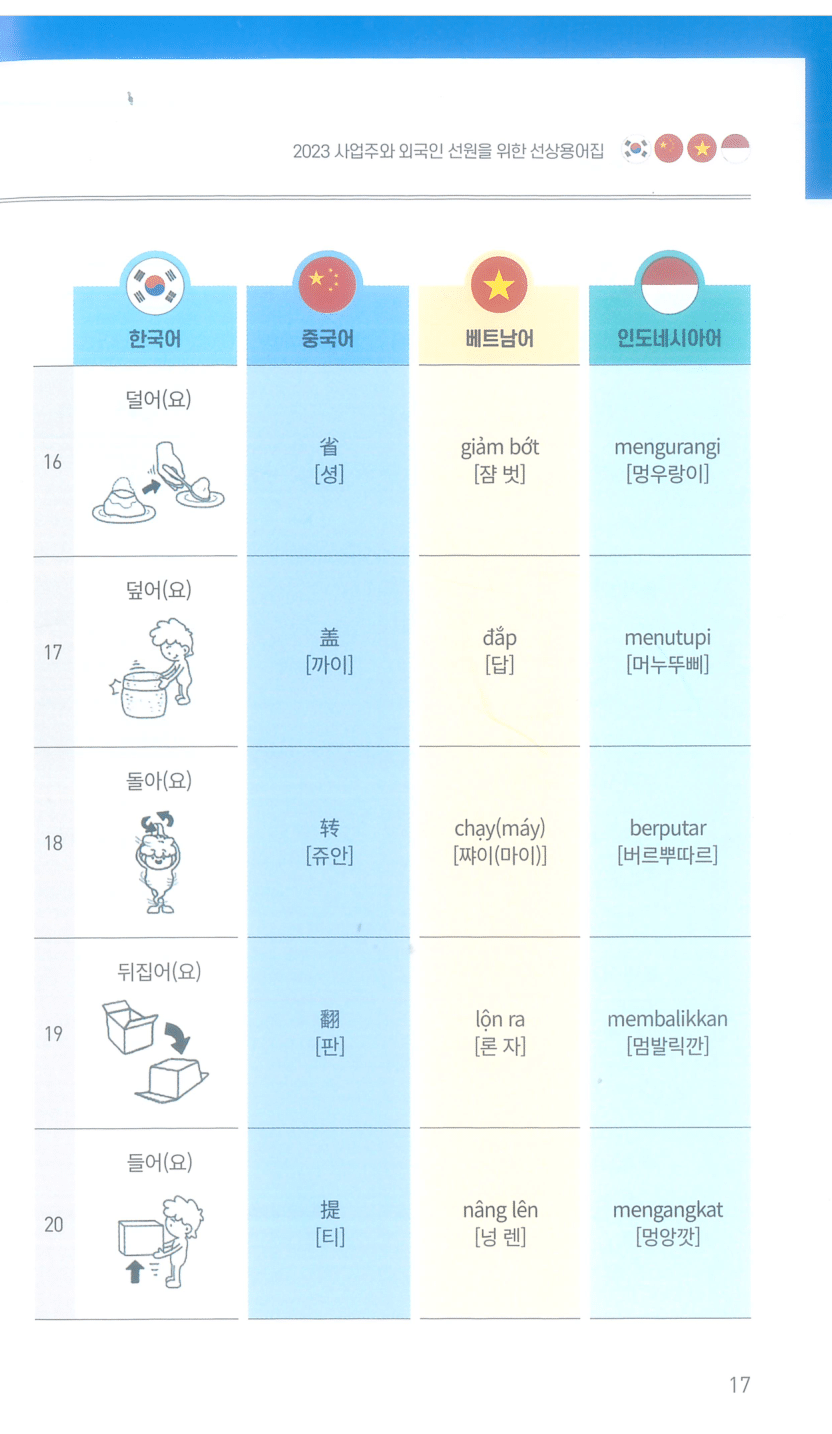 2023 사업주와 외국인 선원을 위한 선상용어집
한국어 중국어 베트남어 인도네시아어
16
덜어(요)
省
[셩]
giảm bớt
[쟘 벗]
mengurangi
[멍우랑이]
17
덮어(요)
盖
[까이]
đắp
[답]
menutupi
[머누뚜삐]
18
돌아(요)
转
[쥬안]
chạy(máy)
[쨔이(마이)]
berputar
[버르뿌따르]
19
뒤집어(요)
翻
[판]
lộn ra
[론 자]
membalikkan
[멈발릭깐]
20
들어(요)
提
[티]
nâng lên
[넝 렌]
mengangkat
[멍앙깟]
17